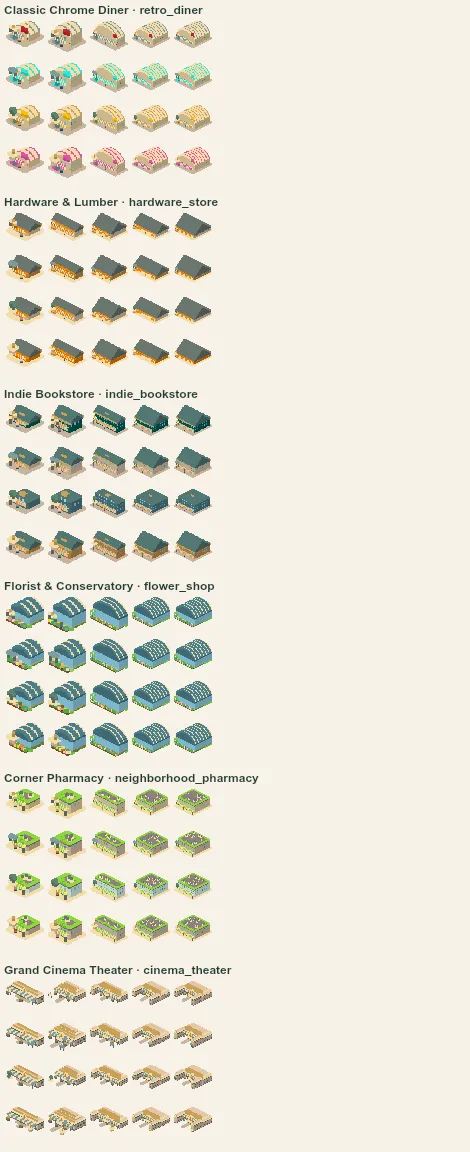 Classic Chrome Diner · retro_diner
Hardware & Lumber · hardware_store
Indie Bookstore · indie_bookstore
Florist & Conservatory · flower_shop
Corner Pharmacy · neighborhood_pharmacy
Grand Cinema Theater · cinema_theater